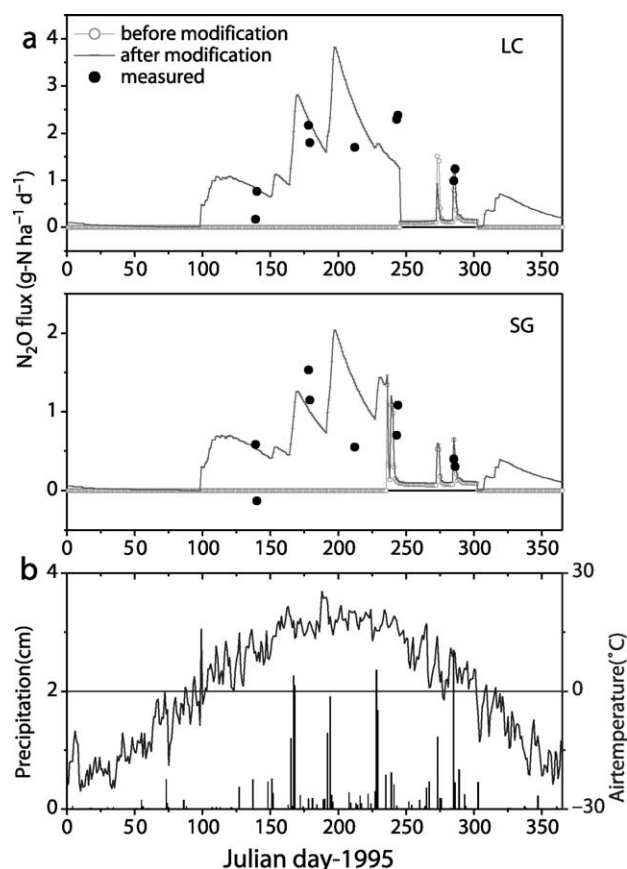 a
before modification
after modification
measured
LC
4
3
2
1
0
0 50 100 150 200 250 300 350
N₂O flux (g-N ha⁻¹ d⁻¹)
SG
2
1
0
0 50 100 150 200 250 300 350
b
4
2
0
Precipitation(cm)
30
0
−30
Airtemperature(˚C)
0 50 100 150 200 250 300 350
Julian day-1995